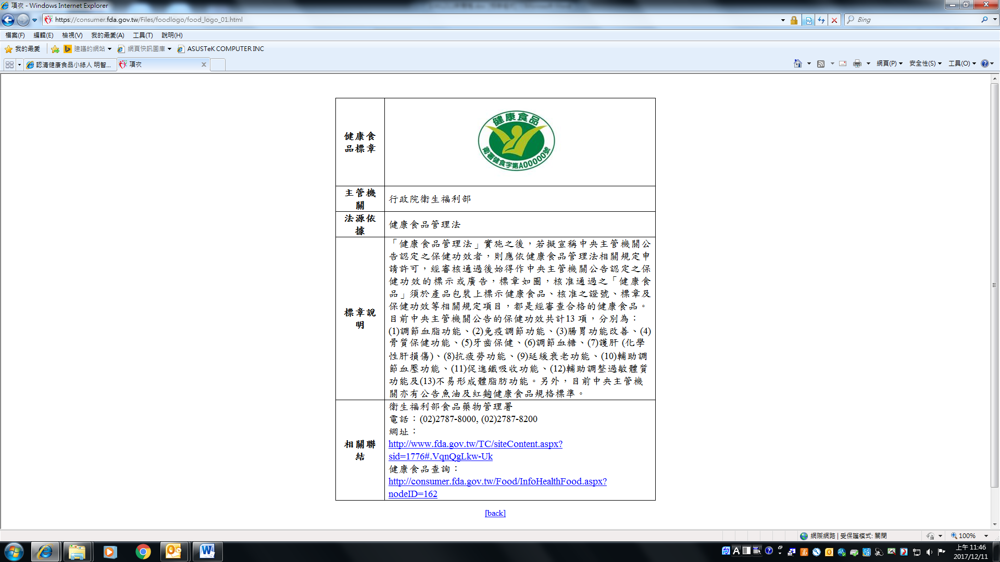 項次 - Windows Internet Explorer
https://consumer.fda.gov.tw/Files/foodlogo/food_logo_01.html
Bing
檔案(F) 編輯(E) 檢視(V) 我的最愛(A) 工具(T) 說明(H)
我的最愛 建議的網站 網頁快訊圖庫 ASUSTeK COMPUTER INC
認清健康食品小綠人 明智... 項次
網頁(P) 安全性(S) 工具(O)
健康食
品標章
健康食品
衛署健食字第A00000號
主管機
關
行政院衛生福利部
法源依
據
健康食品管理法
標章說
明
「健康食品管理法」實施之後，若擬宣稱中央主管機關公
告認定之保健功效者，則應依健康食品管理法相關規定申
請許可，經審核通過後始得作中央主管機關公告認定之保
健功效的標示或廣告，標章如圖，核准通過之「健康食
品」須於產品包裝上標示健康食品、核准之證號、標章及
保健功效等相關規定項目，都是經審查合格的健康食品。
目前中央主管機關公告的保健功效共計13 項，分別為：
(1)調節血脂功能、(2)免疫調節功能、(3)腸胃功能改善、(4)
骨質保健功能、(5)牙齒保健、(6)調節血糖、(7)護肝 (化學
性肝損傷)、(8)抗疲勞功能、(9)延緩衰老功能、(10)輔助調
節血壓功能、(11)促進鐵吸收功能、(12)輔助調整過敏體質
功能及(13)不易形成體脂肪功能。另外，目前中央主管機
關亦有公告魚油及紅麴健康食品規格標準。
相關聯
結
衛生福利部食品藥物管理署
電話：(02)2787-8000, (02)2787-8200
網址：
http://www.fda.gov.tw/TC/siteContent.aspx?
sid=1776#.VqnQgLkw-Uk
健康食品查詢：
http://consumer.fda.gov.tw/Food/InfoHealthFood.aspx?
nodeID=162
[back]
網際網路 | 受保護模式: 關閉
100%
上午 11:46
2017/12/11